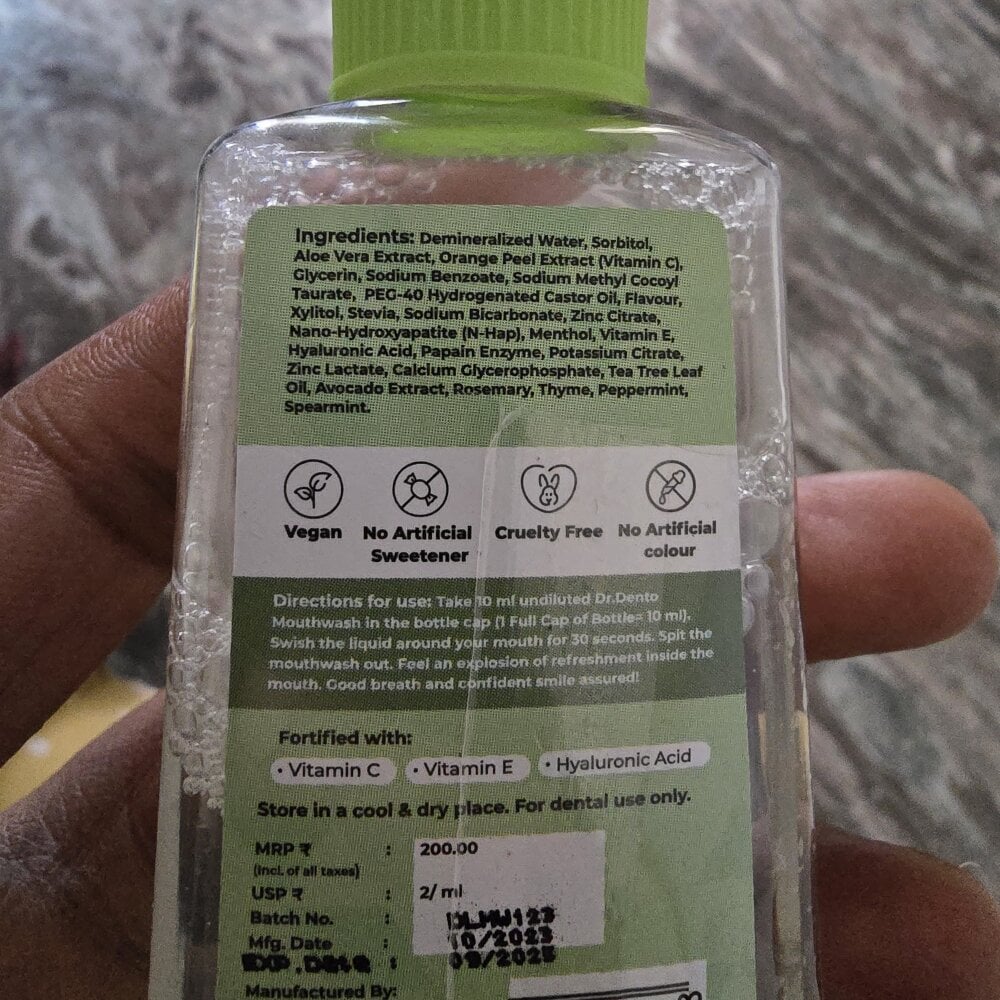 Ingredients: Demineralized Water, Sorbitol,
Aloe Vera Extract, Orange Peel Extract (Vitamin C),
Glycerin, Sodium Benzoate, Sodium Methyl Cocoyl
Taurate, PEG-40 Hydrogenated Castor Oil, Flavour,
Xylitol, Stevia, Sodium Bicarbonate, Zinc Citrate,
Nano-Hydroxyapatite (N-Hap), Menthol, Vitamin E,
Hyaluronic Acid, Papain Enzyme, Potassium Citrate,
Zinc Lactate, Calcium Glycerophosphate, Tea Tree Leaf
Oil, Avocado Extract, Rosemary, Thyme, Peppermint,
Spearmint.
Vegan
No Artificial
Sweetener
Cruelty Free
No Artificial
colour
Directions for use: Take 10 ml undiluted Dr.Dento
Mouthwash in the bottle cap (1 Full Cap of Bottle= 10 ml).
Swish the liquid around your mouth for 30 seconds. Spit the
mouthwash out. Feel an explosion of refreshment inside the
mouth. Good breath and confident smile assured!
Fortified with:
• Vitamin C • Vitamin E • Hyaluronic Acid
Store in a cool & dry place. For dental use only.
MRP ₹ : 200.00
(Incl. of all taxes)
USP ₹ : 2/ ml
Batch No. : DLMW123
Mfg. Date : 10/2023
EXP.Date : 09/2025
Manufactured By: